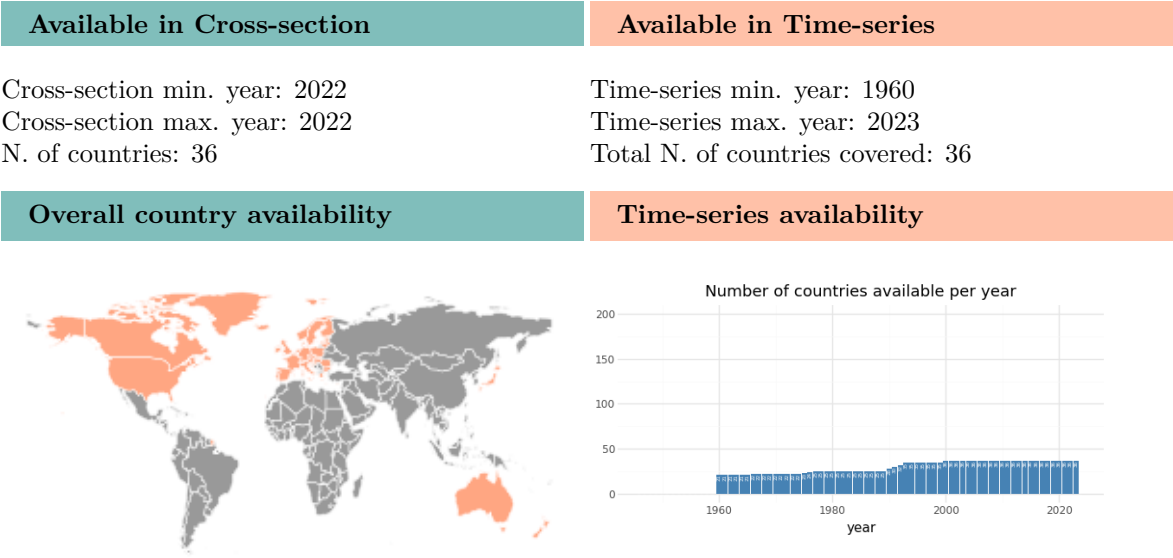 Available in Cross-section
Cross-section min. year: 2022
Cross-section max. year: 2022
N. of countries: 36
Available in Time-series
Time-series min. year: 1960
Time-series max. year: 2023
Total N. of countries covered: 36
Overall country availability
Time-series availability
Number of countries available per year
200
150
100
50
0
1960 1980 2000 2020
year